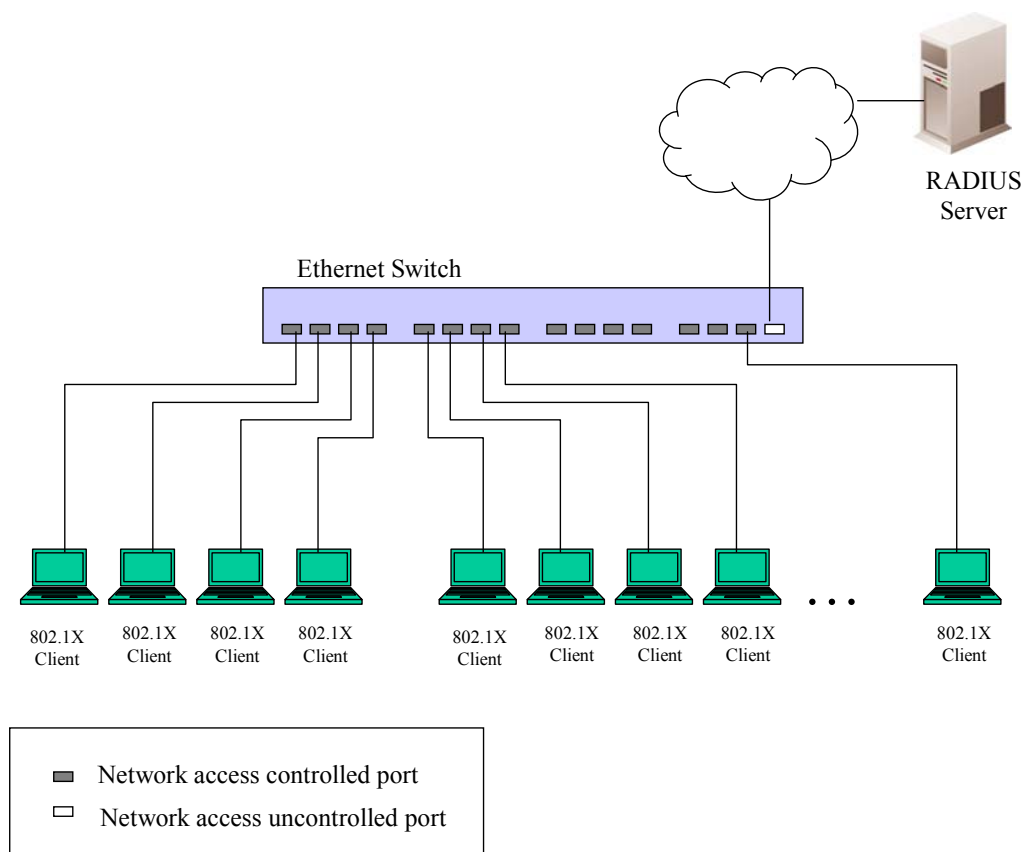 RADIUS
Server
Ethernet Switch
802.1X
Client
802.1X
Client
802.1X
Client
802.1X
Client
802.1X
Client
802.1X
Client
802.1X
Client
802.1X
Client
. . .
802.1X
Client
Network access controlled port
Network access uncontrolled port